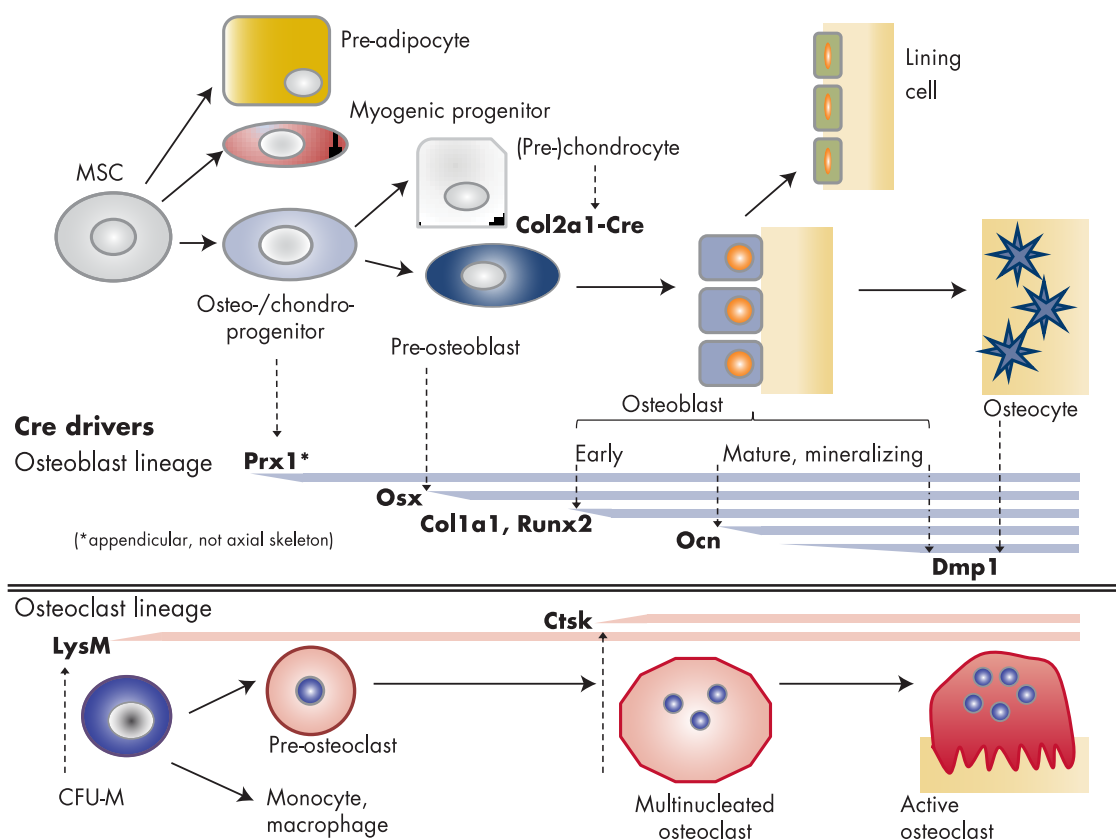 Pre-adipocyte
Myogenic progenitor
MSC
(Pre-)chondrocyte
Col2a1-Cre
Lining
cell
Osteo-/chondro-
progenitor
Pre-osteoblast
Osteoblast
Osteocyte
Cre drivers
Osteoblast lineage
Early
Mature, mineralizing
Prx1*
Osx
Col1a1, Runx2
Ocn
Dmp1
(*appendicular, not axial skeleton)
Osteoclast lineage
LysM
Ctsk
Pre-osteoclast
CFU-M
Monocyte,
macrophage
Multinucleated
osteoclast
Active
osteoclast